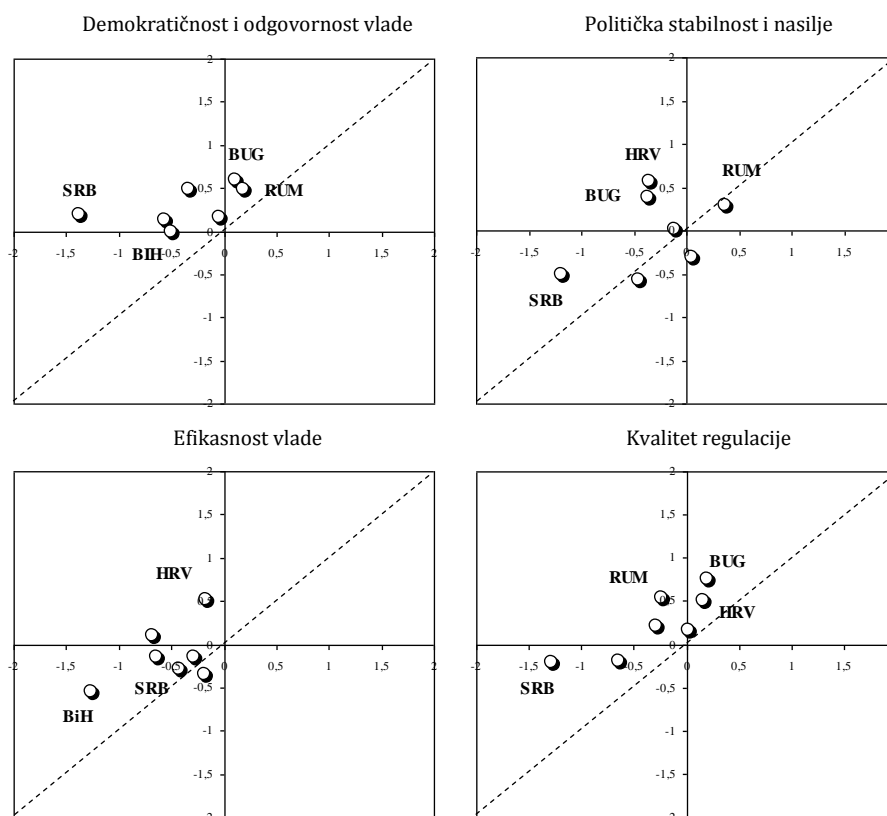 Demokratičnost i odgovornost vlade
2
1,5
1
BUG
0,5
SRB
RUM
0
-2 -1,5 -1 -0,5 0 0,5 1 1,5 2
BIH
-0,5
-1
-1,5
-2
Politička stabilnost i nasilje
2
1,5
1
HRV
RUM
0,5
BUG
0
-2 -1,5 -1 -0,5 0 0,5 1 1,5
-0,5
SRB
-1
-1,5
-2
Efikasnost vlade
2
1,5
1
HRV
0,5
0
-2 -1,5 -1 -0,5 0 0,5 1 1,5 2
SRB
-0,5
BiH
-1
-1,5
-2
Kvalitet regulacije
2
1,5
1
BUG
RUM
0,5
HRV
0
-2 -1,5 -1 -0,5 0 0,5 1 1,5
SRB
-0,5
-1
-1,5
-2